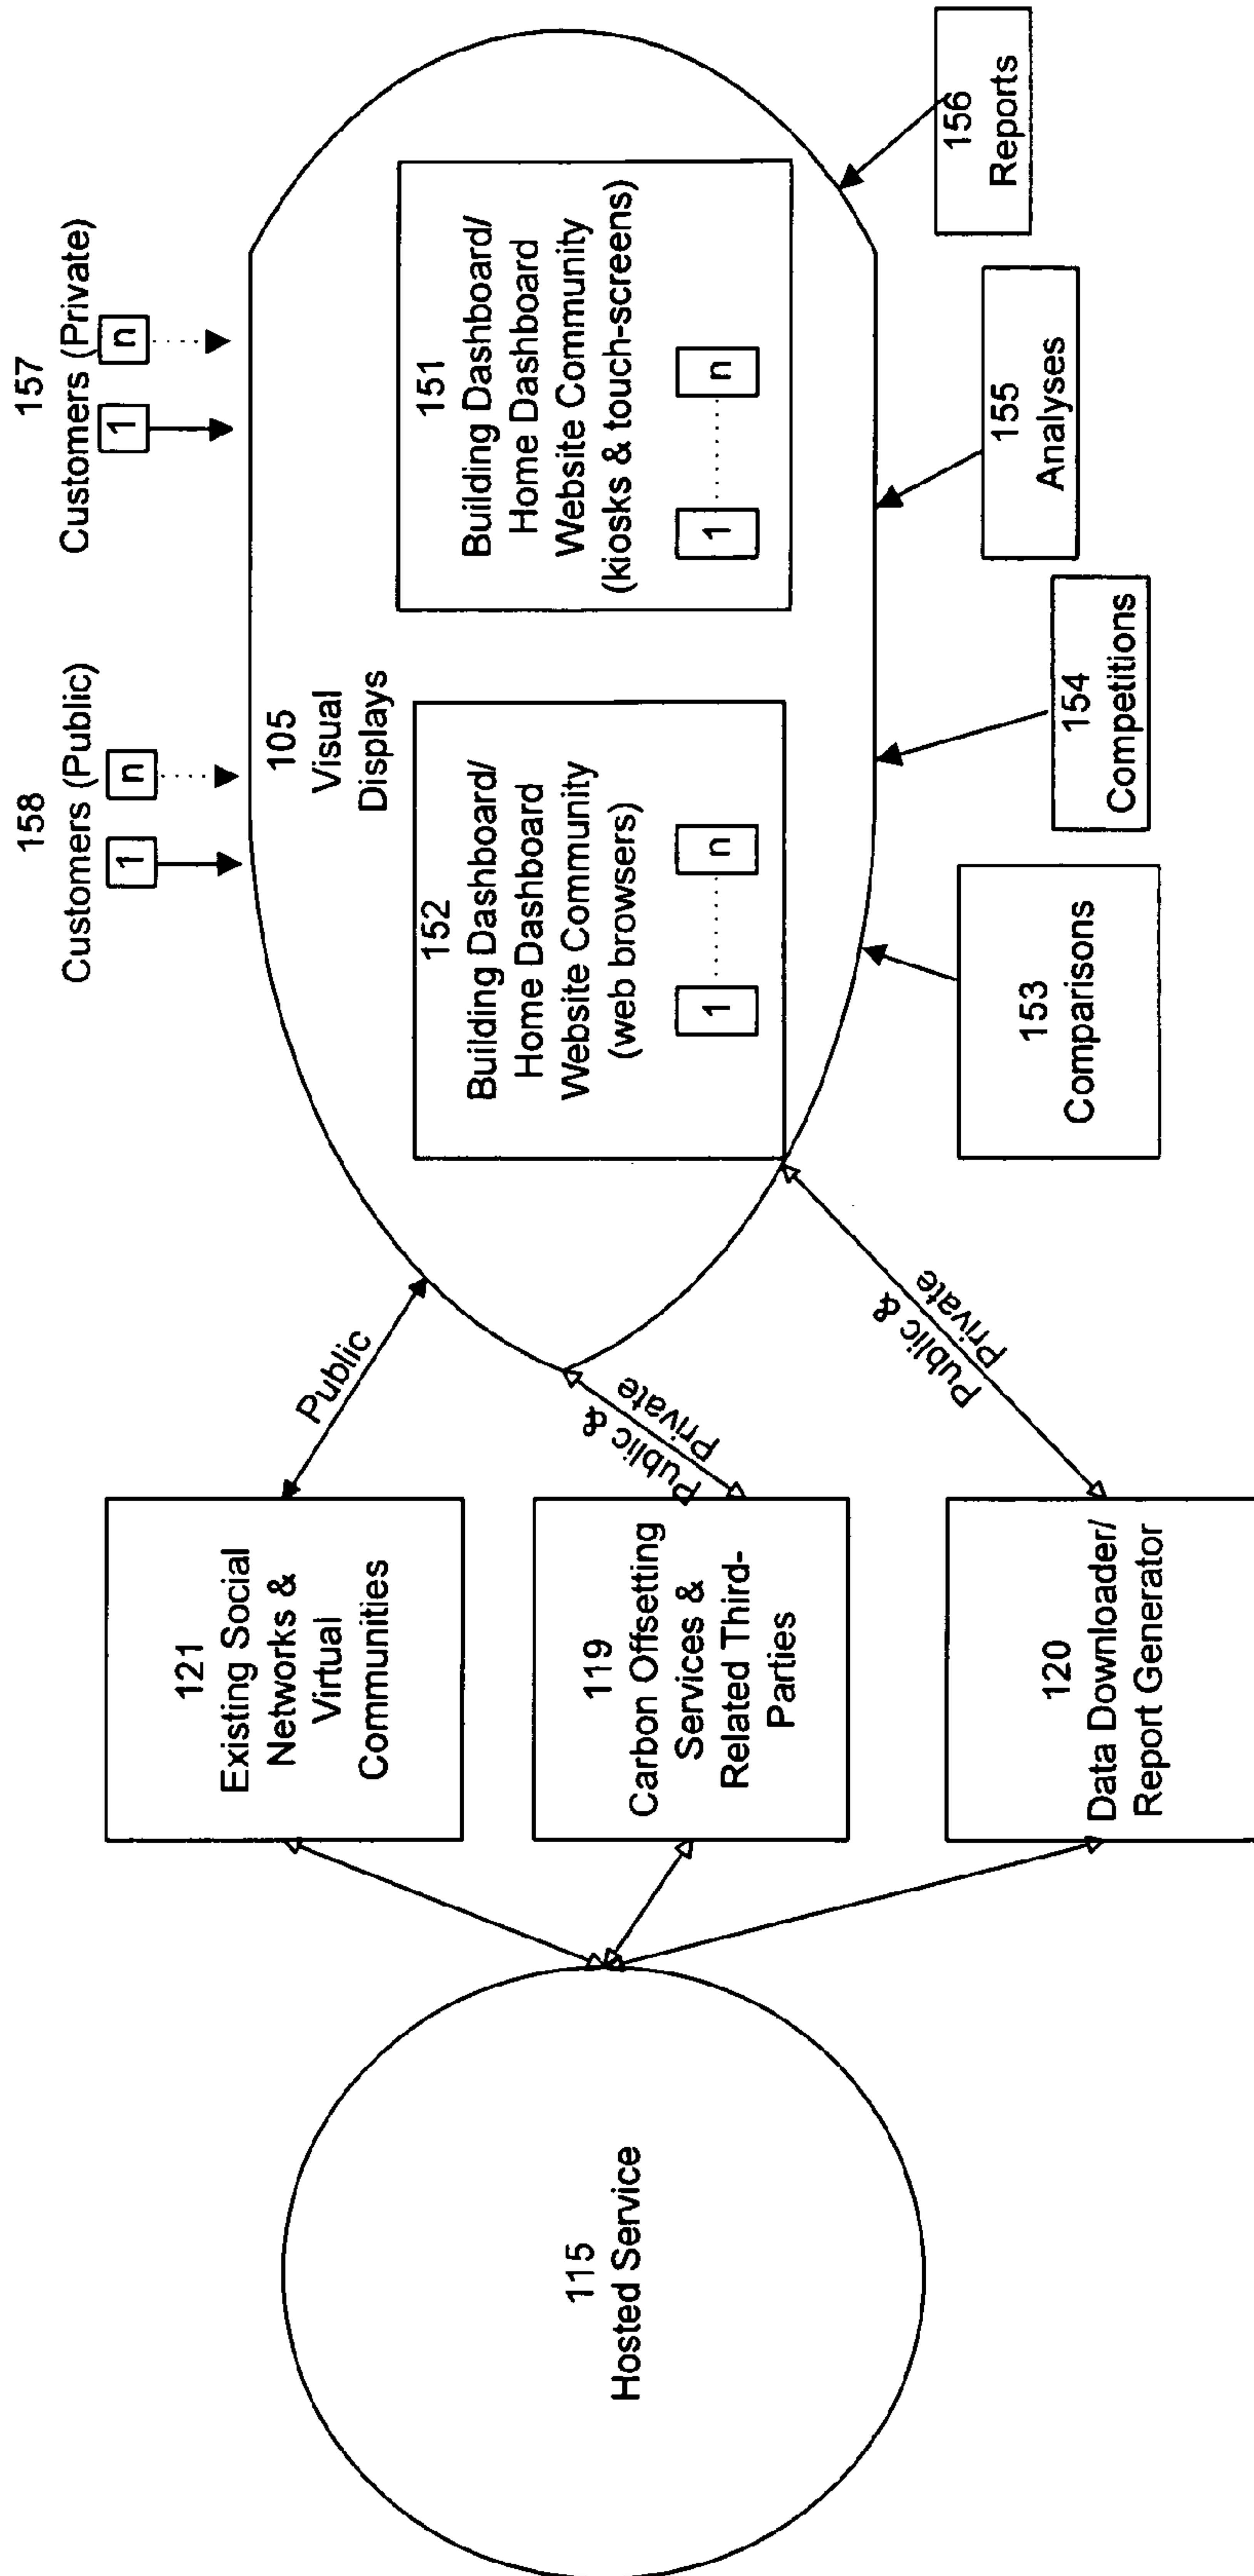 115
Hosted Service
121
Existing Social
Networks &
Virtual
Communities
119
Carbon Offsetting
Services &
Related Third-
Parties
120
Data Downloader/
Report Generator
Public
Public &
Private
Public &
Private
158
Customers (Public)
1
n
157
Customers (Private)
1
n
105
Visual
Displays
152
Building Dashboard/
Home Dashboard
Website Community
(web browsers)
1
n
151
Building Dashboard/
Home Dashboard
Website Community
(kiosks & touch-screens)
1
n
153
Comparisons
154
Competitions
155
Analyses
156
Reports